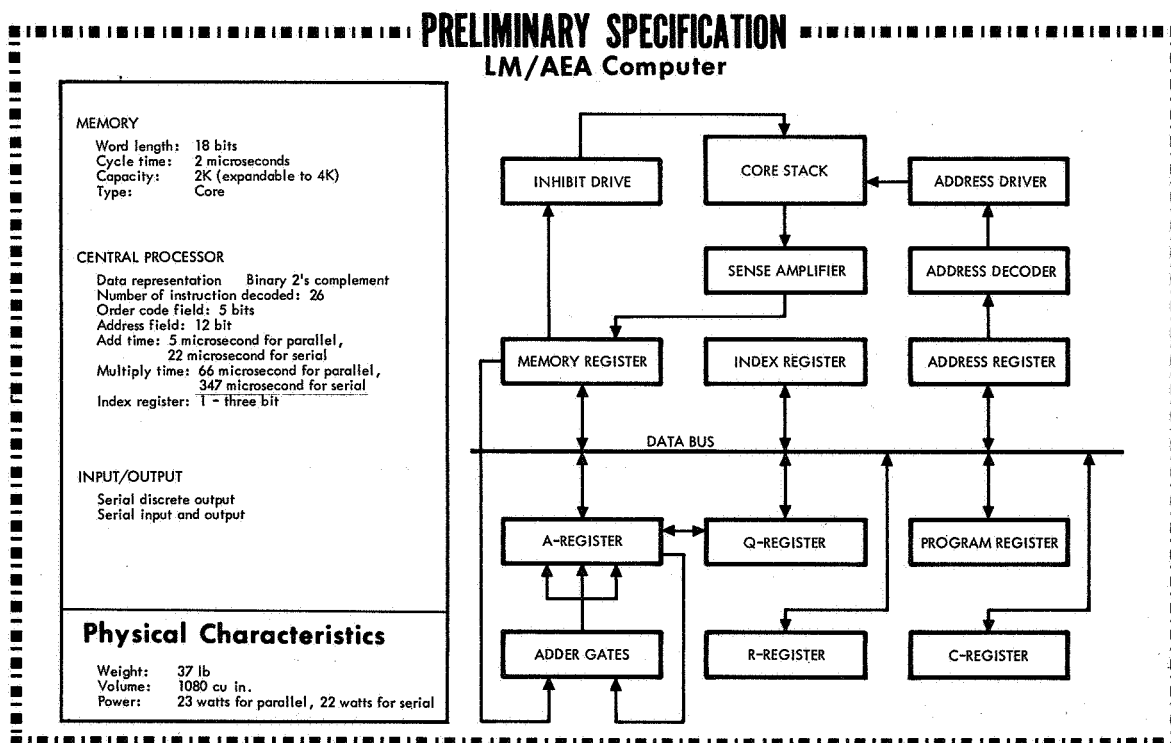 PRELIMINARY SPECIFICATION
LM/AEA Computer
MEMORY
Word length: 18 bits
Cycle time: 2 microseconds
Capacity: 2K (expandable to 4K)
Type: Core
CENTRAL PROCESSOR
Data representation Binary 2's complement
Number of instruction decoded: 26
Order code field: 5 bits
Address field: 12 bit
Add time: 5 microsecond for parallel,
22 microsecond for serial
Multiply time: 66 microsecond for parallel,
347 microsecond for serial
Index register: 1 - three bit
INPUT/OUTPUT
Serial discrete output
Serial input and output
Physical Characteristics
Weight: 37 lb
Volume: 1080 cu in.
Power: 23 watts for parallel, 22 watts for serial
INHIBIT DRIVE
CORE STACK
ADDRESS DRIVER
SENSE AMPLIFIER
ADDRESS DECODER
MEMORY REGISTER
INDEX REGISTER
ADDRESS REGISTER
DATA BUS
A-REGISTER
Q-REGISTER
PROGRAM REGISTER
ADDER GATES
R-REGISTER
C-REGISTER